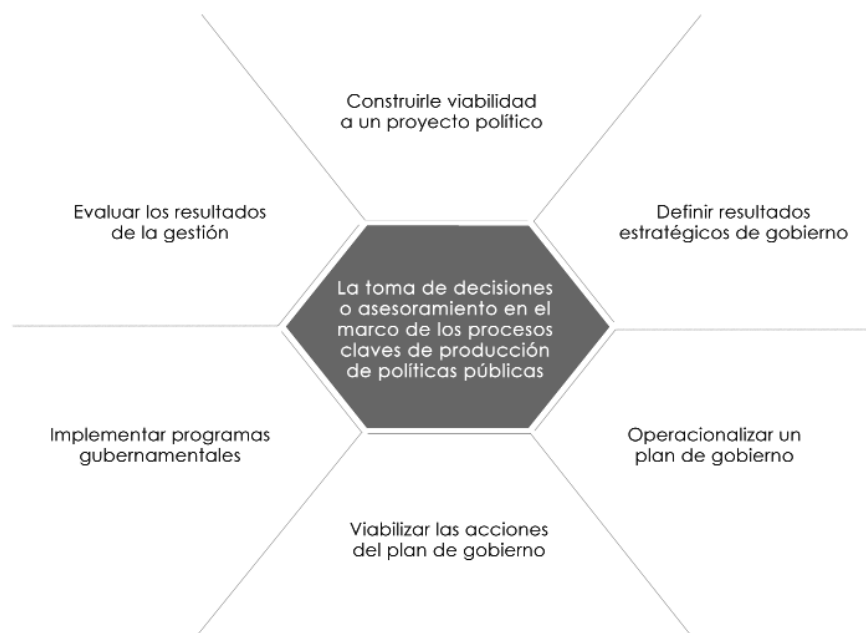 Construirle viabilidad
a un proyecto político
Evaluar los resultados
de la gestión
Definir resultados
estratégicos de gobierno
La toma de decisiones
o asesoramiento en el
marco de los procesos
claves de producción
de políticas públicas
Implementar programas
gubernamentales
Operacionalizar un
plan de gobierno
Viabilizar las acciones
del plan de gobierno